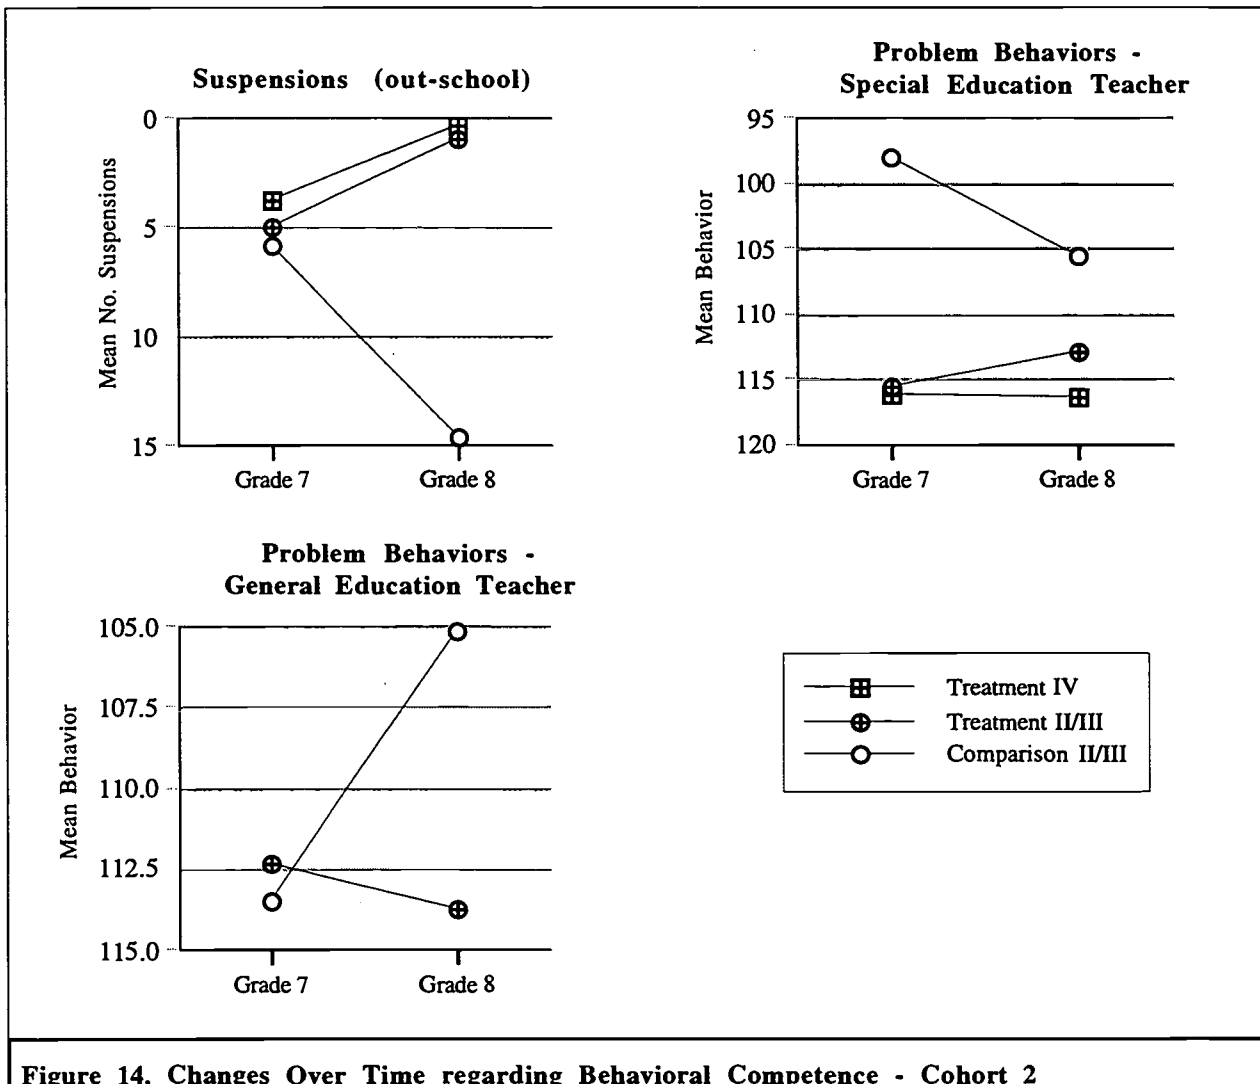 Suspensions (out-school)
0
5
10
15
Mean No. Suspensions
Grade 7
Grade 8
Problem Behaviors -
Special Education Teacher
95
100
105
110
115
120
Mean Behavior
Grade 7
Grade 8
Problem Behaviors -
General Education Teacher
105.0
107.5
110.0
112.5
115.0
Mean Behavior
Grade 7
Grade 8
Treatment IV
Treatment II/III
Comparison II/III
Figure 14. Changes Over Time regarding Behavioral Competence - Cohort 2